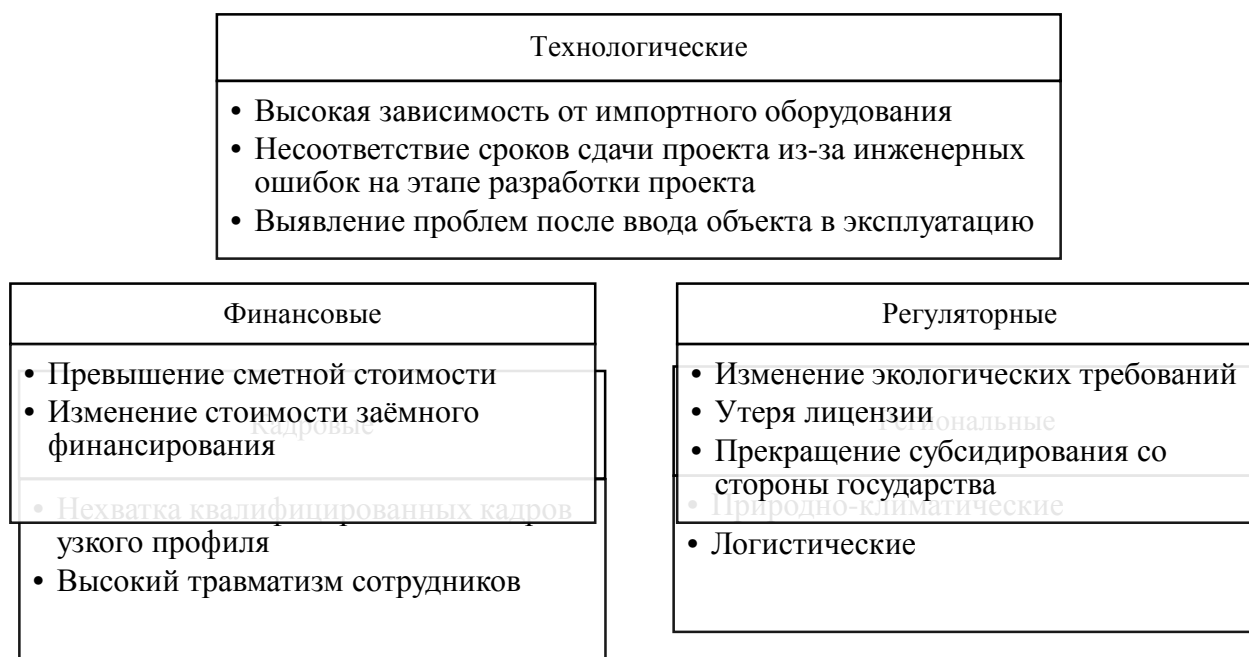 Технологические
• Высокая зависимость от импортного оборудования
• Несоответствие сроков сдачи проекта из-за инженерных
ошибок на этапе разработки проекта
• Выявление проблем после ввода объекта в эксплуатацию
Финансовые
• Превышение сметной стоимости
• Изменение стоимости заёмного
финансирования
Кадровые
• Нехватка квалифицированных кадров
узкого профиля
• Высокий травматизм сотрудников
Регуляторные
• Изменение экологических требований
• Утеря лицензии
• Прекращение субсидирования со
стороны государства
Региональные
• Природно-климатические
• Логистические